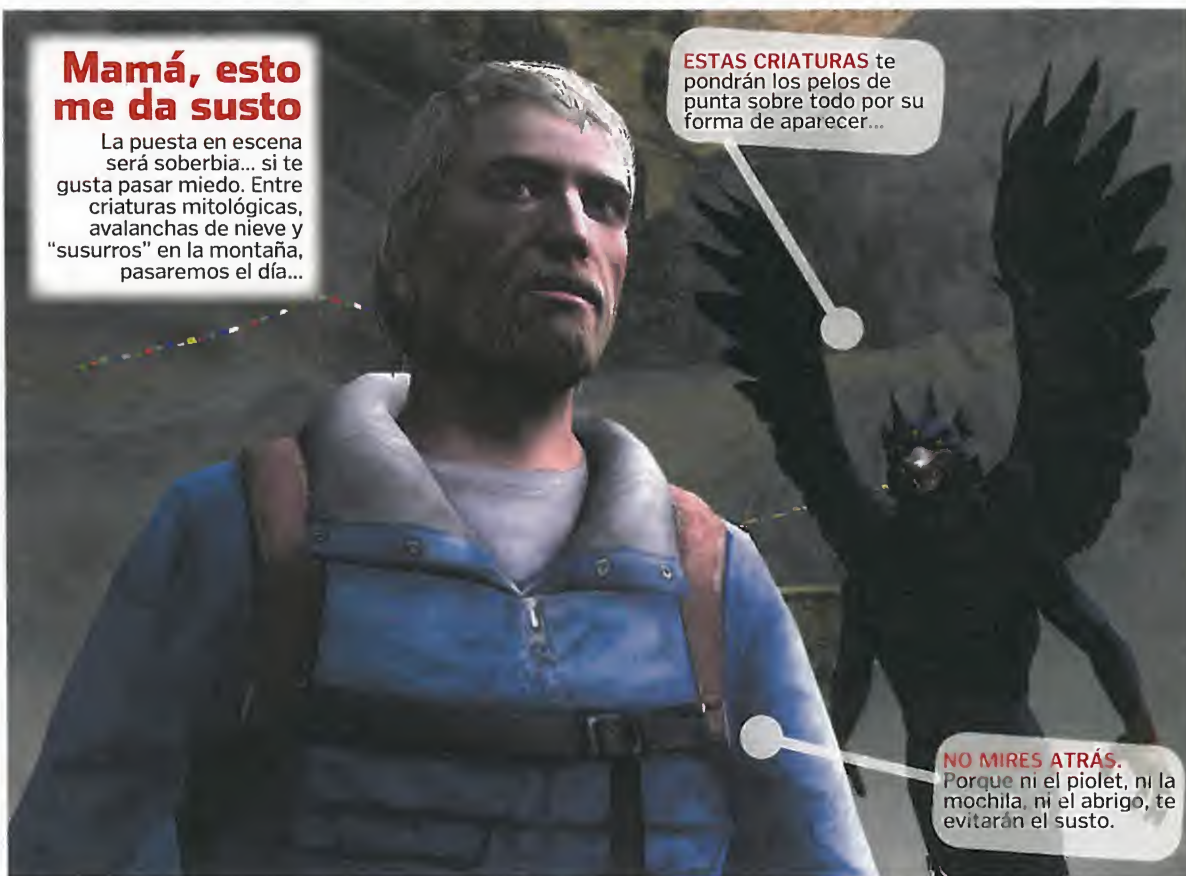 Mamá, esto
me da susto
La puesta en escena
será soberbia... si te
gusta pasar miedo. Entre
criaturas mitológicas,
avalanchas de nieve y
"susurros" en la montaña,
pasaremos el día...
ESTAS CRIATURAS te
pondrán los pelos de
punta sobre todo por su
forma de aparecer...
NO MIRES ATRÁS.
Porque ni el piolet, ni la
mochila, ni el abrigo, te
evitarán el susto.